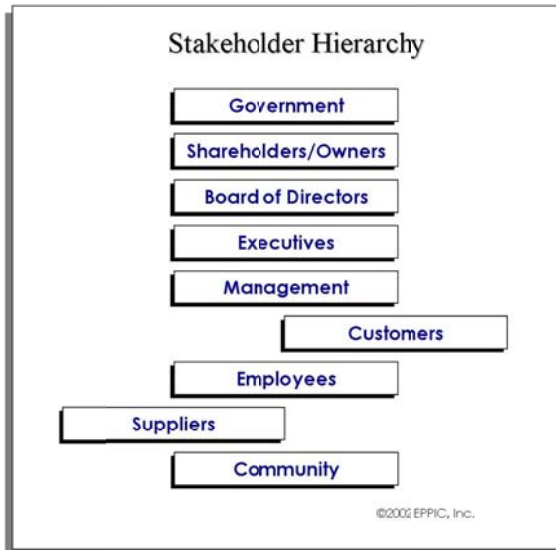 Stakeholder Hierarchy
Government
Shareholders/Owners
Board of Directors
Executives
Management
Customers
Employees
Suppliers
Community
©2002 EPPIC, Inc.